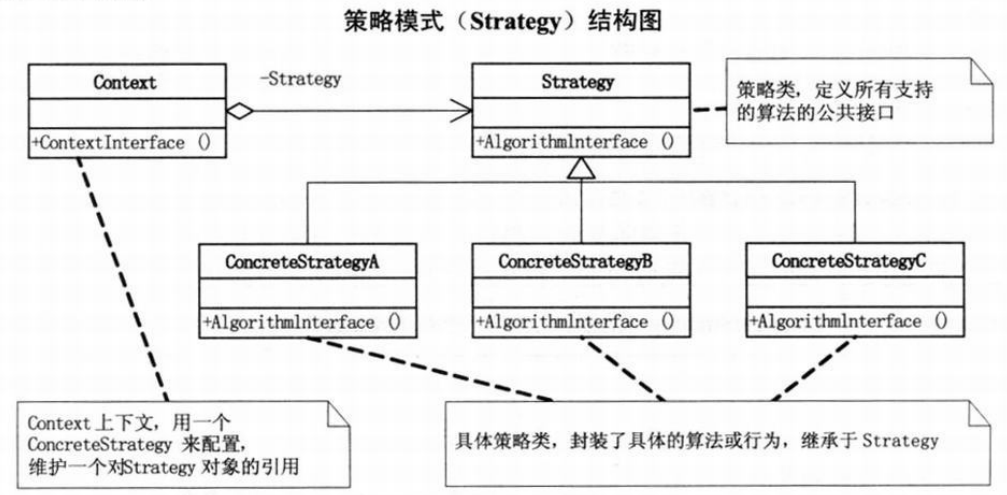 策略模式（Strategy）结构图
Context
+ContextInterface ()
-Strategy
Strategy
+AlgorithmInterface ()
策略类，定义所有支持
的算法的公共接口
ConcreteStrategyA
+AlgorithmInterface ()
ConcreteStrategyB
+AlgorithmInterface ()
ConcreteStrategyC
+AlgorithmInterface ()
Context 上下文，用一个
ConcreteStrategy 来配置，
维护一个对Strategy 对象的引用
具体策略类，封装了具体的算法或行为，继承于 Strategy